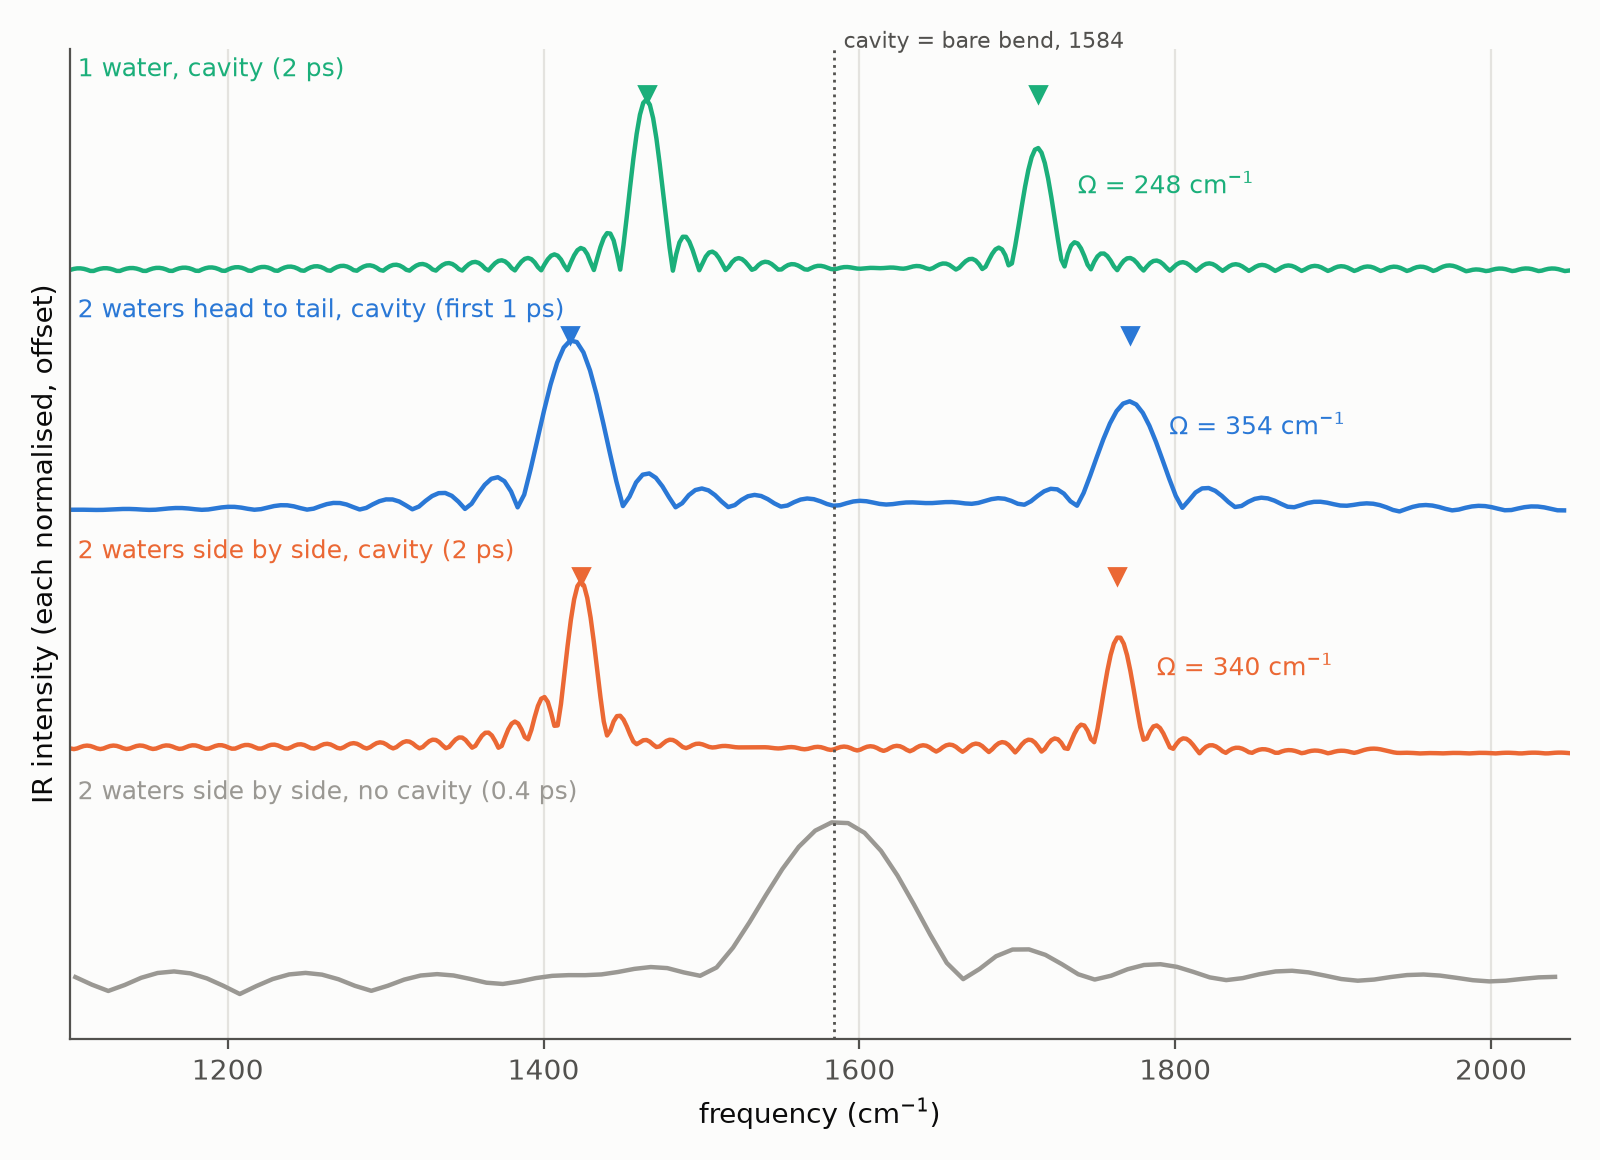 cavity = bare bend, 1584
1 water, cavity (2 ps)
Ω = 248 cm⁻¹
2 waters head to tail, cavity (first 1 ps)
Ω = 354 cm⁻¹
2 waters side by side, cavity (2 ps)
Ω = 340 cm⁻¹
2 waters side by side, no cavity (0.4 ps)
IR intensity (each normalised, offset)
1200 1400 1600 1800 2000
frequency (cm⁻¹)